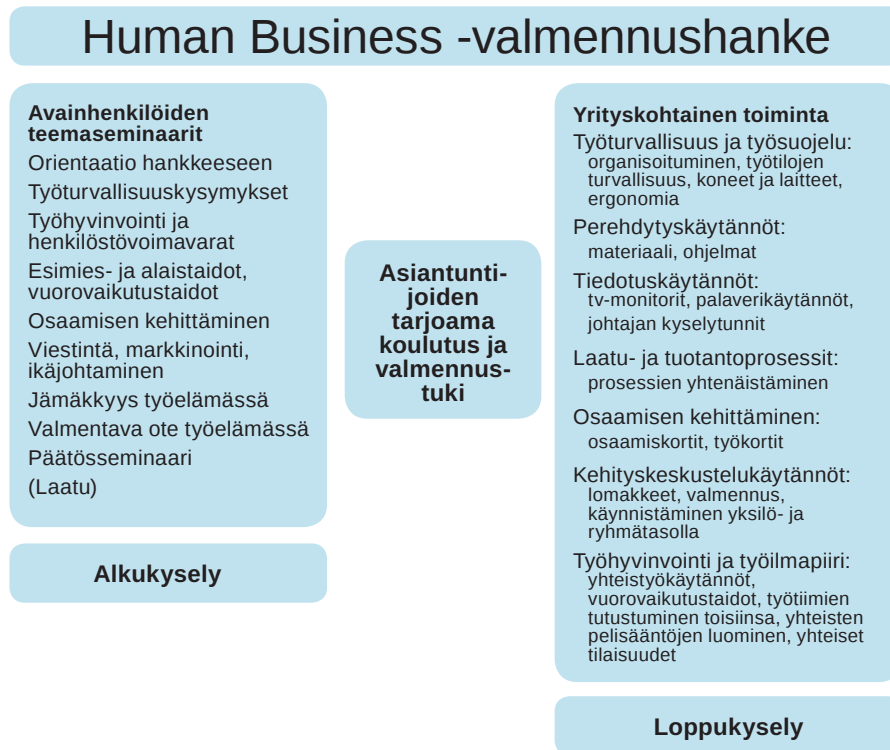 Human Business -valmennushanke
Avainhenkilöiden
teemaseminaarit
Orientaatio hankkeeseen
Työturvallisuuskysymykset
Työhyvinvointi ja
henkilöstövoimavarat
Esimies- ja alaistaidot,
vuorovaikutustaidot
Osaamisen kehittäminen
Viestintä, markkinointi,
ikäjohtaminen
Jämäkkyys työelämässä
Valmentava ote työelämässä
Päätösseminaari
(Laatu)
Alkukysely
Asiantunti-
joiden
tarjoama
koulutus ja
valmennus-
tuki
Yrityskohtainen toiminta
Työturvallisuus ja työsuojelu:
organisoituminen, työtilojen
turvallisuus, koneet ja laitteet,
ergonomia
Perehdytyskäytännöt:
materiaali, ohjelmat
Tiedotuskäytännöt:
tv-monitorit, palaverikäytännöt,
johtajan kyselytunnit
Laatu- ja tuotantoprosessit:
prosessien yhtenäistäminen
Osaamisen kehittäminen:
osaamiskortit, työkortit
Kehityskeskustelukäytännöt:
lomakkeet, valmennus,
käynnistäminen yksilö- ja
ryhmätasolla
Työhyvinvointi ja työilmapiiri:
yhteistyökäytännöt,
vuorovaikutustaidot, työtiimien
tutustuminen toisiinsa, yhteisten
pelisääntöjen luominen, yhteiset
tilaisuudet
Loppukysely